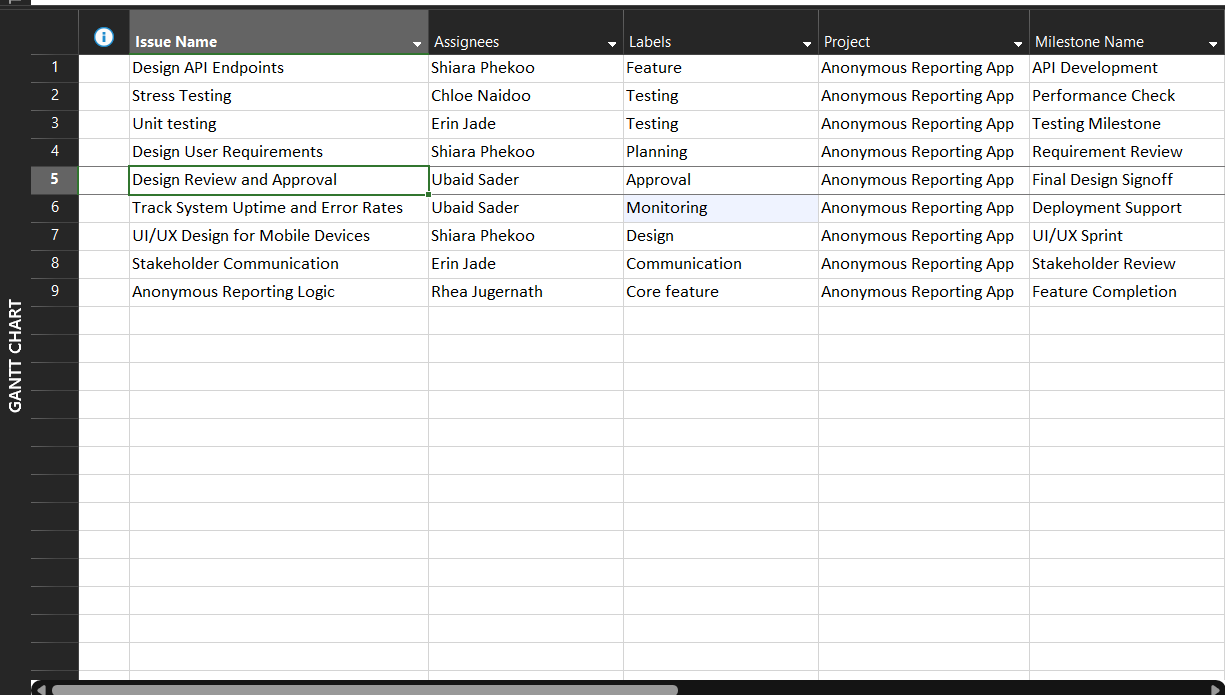 Issue Name Assignees Labels Project Milestone Name
1 Design API Endpoints Shiara Phekoo Feature Anonymous Reporting App API Development
2 Stress Testing Chloe Naidoo Testing Anonymous Reporting App Performance Check
3 Unit testing Erin Jade Testing Anonymous Reporting App Testing Milestone
4 Design User Requirements Shiara Phekoo Planning Anonymous Reporting App Requirement Review
5 Design Review and Approval Ubaid Sader Approval Anonymous Reporting App Final Design Signoff
6 Track System Uptime and Error Rates Ubaid Sader Monitoring Anonymous Reporting App Deployment Support
7 UI/UX Design for Mobile Devices Shiara Phekoo Design Anonymous Reporting App UI/UX Sprint
8 Stakeholder Communication Erin Jade Communication Anonymous Reporting App Stakeholder Review
9 Anonymous Reporting Logic Rhea Jugernath Core feature Anonymous Reporting App Feature Completion
GANTT CHART